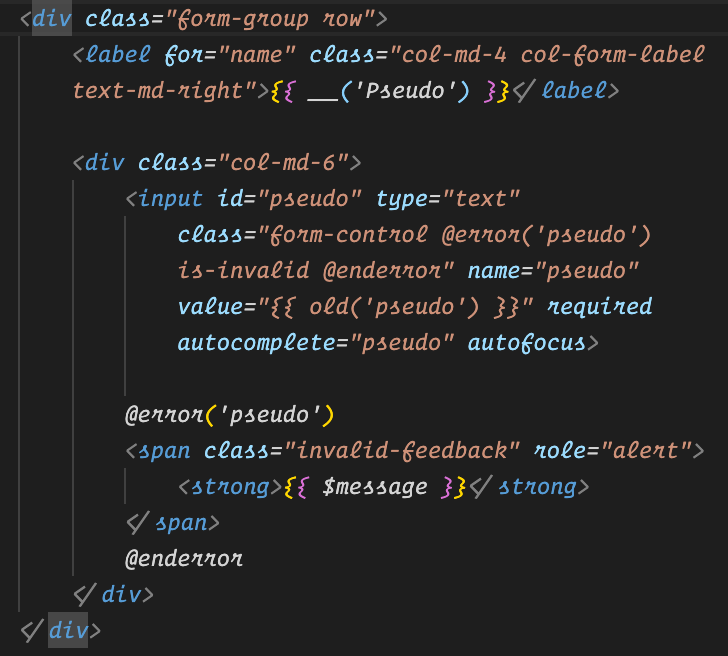 <div class="form-group row">
<label for="name" class="col-md-4 col-form-label
text-md-right">{{ __('Pseudo') }}</label>
<div class="col-md-6">
<input id="pseudo" type="text"
class="form-control @error('pseudo')
is-invalid @enderror" name="pseudo"
value="{{ old('pseudo') }}" required
autocomplete="pseudo" autofocus>
@error('pseudo')
<span class="invalid-feedback" role="alert">
<strong>{{ $message }}</strong>
</span>
@enderror
</div>
</div>